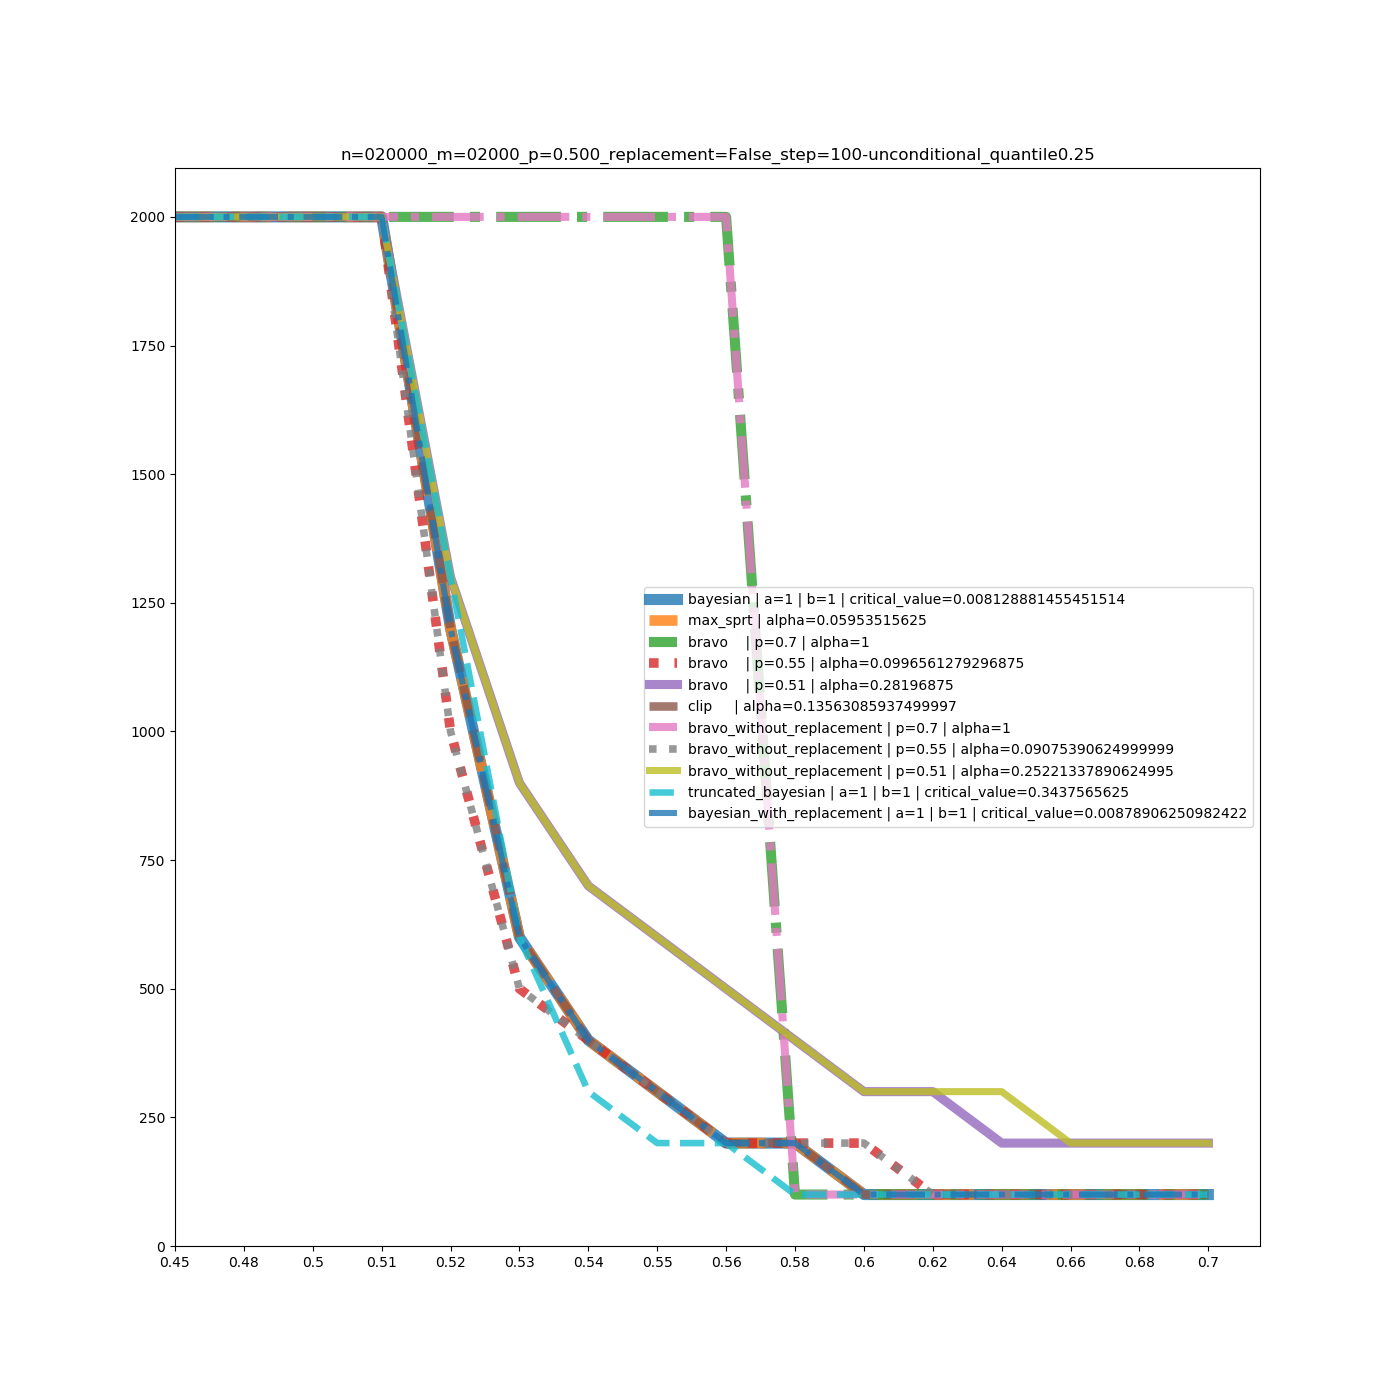 n=020000_m=02000_p=0.500_replacement=False_step=100-unconditional_quantile0.25
2000
1750
1500
1250
1000
750
500
250
0
bayesian | a=1 | b=1 | critical_value=0.008128881455451514
max_sprt | alpha=0.05953515625
bravo | p=0.7 | alpha=1
bravo | p=0.55 | alpha=0.0996561279296875
bravo | p=0.51 | alpha=0.28196875
clip | alpha=0.13563085937499997
bravo_without_replacement | p=0.7 | alpha=1
bravo_without_replacement | p=0.55 | alpha=0.09075390624999999
bravo_without_replacement | p=0.51 | alpha=0.25221337890624995
truncated_bayesian | a=1 | b=1 | critical_value=0.3437565625
bayesian_with_replacement | a=1 | b=1 | critical_value=0.00878906250982422
0.45 0.48 0.5 0.51 0.52 0.53 0.54 0.55 0.56 0.58 0.6 0.62 0.64 0.66 0.68 0.7